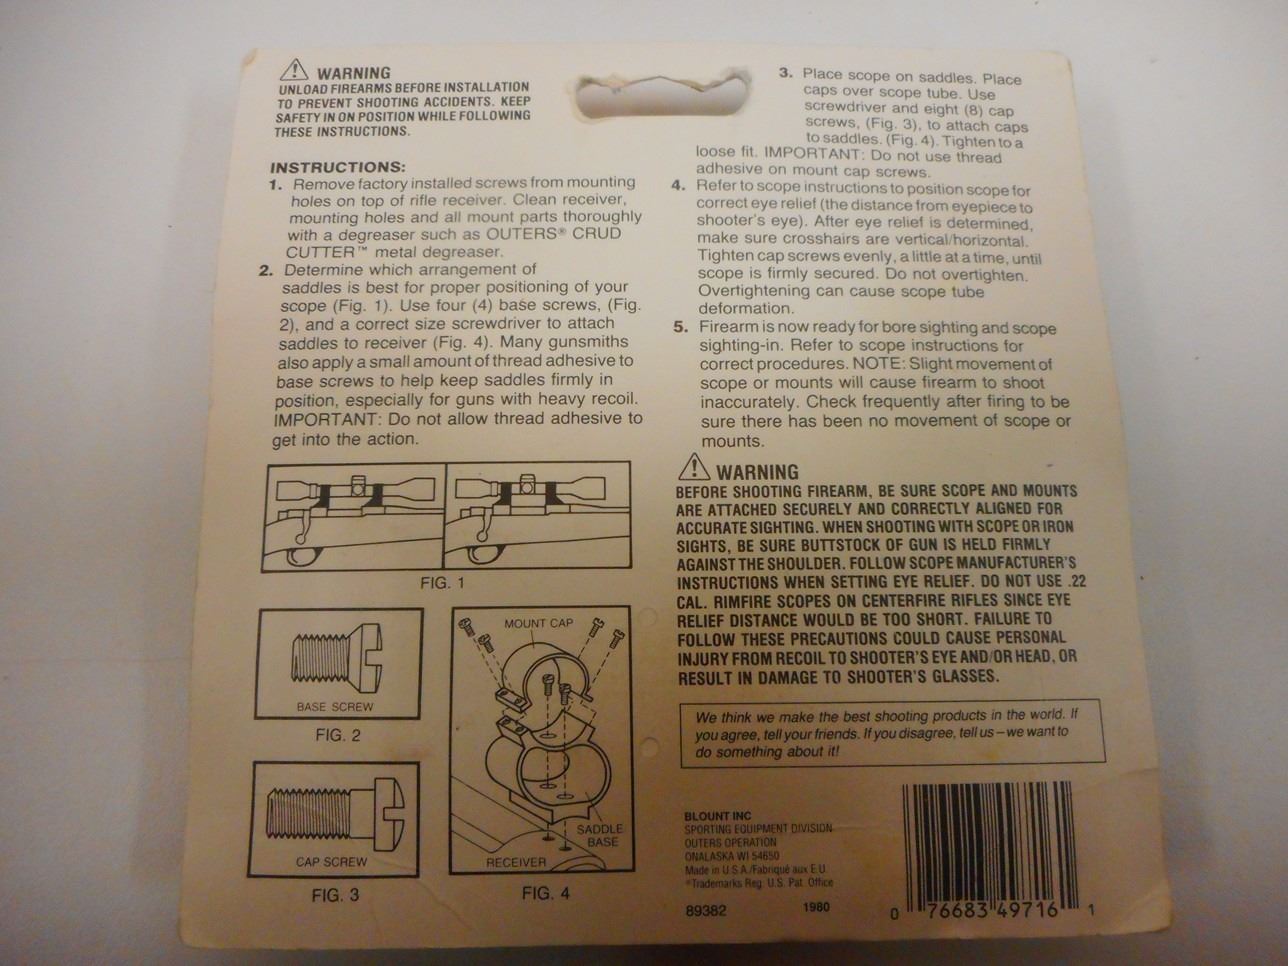 WARNING
UNLOAD FIREARMS BEFORE INSTALLATION
TO PREVENT SHOOTING ACCIDENTS. KEEP
SAFETY IN ON POSITION WHILE FOLLOWING
THESE INSTRUCTIONS.
INSTRUCTIONS:
1. Remove factory installed screws from mounting
holes on top of rifle receiver. Clean receiver,
mounting holes and all mount parts thoroughly
with a degreaser such as OUTERS® CRUD
CUTTER™ metal degreaser.
2. Determine which arrangement of
saddles is best for proper positioning of your
scope (Fig. 1). Use four (4) base screws, (Fig.
2), and a correct size screwdriver to attach
saddles to receiver (Fig. 4). Many gunsmiths
also apply a small amount of thread adhesive to
base screws to help keep saddles firmly in
position, especially for guns with heavy recoil.
IMPORTANT: Do not allow thread adhesive to
get into the action.
FIG. 1
BASE SCREW
FIG. 2
CAP SCREW
FIG. 3
MOUNT CAP
SADDLE
BASE
RECEIVER
FIG. 4
3. Place scope on saddles. Place
caps over scope tube. Use
screwdriver and eight (8) cap
screws, (Fig. 3), to attach caps
to saddles. (Fig. 4). Tighten to a
loose fit. IMPORTANT: Do not use thread
adhesive on mount cap screws.
4. Refer to scope instructions to position scope for
correct eye relief (the distance from eyepiece to
shooter's eye). After eye relief is determined,
make sure crosshairs are vertical/horizontal.
Tighten cap screws evenly, a little at a time, until
scope is firmly secured. Do not overtighten.
Overtightening can cause scope tube
deformation.
5. Firearm is now ready for bore sighting and scope
sighting-in. Refer to scope instructions for
correct procedures. NOTE: Slight movement of
scope or mounts will cause firearm to shoot
inaccurately. Check frequently after firing to be
sure there has been no movement of scope or
mounts.
WARNING
BEFORE SHOOTING FIREARM, BE SURE SCOPE AND MOUNTS
ARE ATTACHED SECURELY AND CORRECTLY ALIGNED FOR
ACCURATE SIGHTING. WHEN SHOOTING WITH SCOPE OR IRON
SIGHTS, BE SURE BUTTSTOCK OF GUN IS HELD FIRMLY
AGAINST THE SHOULDER. FOLLOW SCOPE MANUFACTURER'S
INSTRUCTIONS WHEN SETTING EYE RELIEF. DO NOT USE .22
CAL. RIMFIRE SCOPES ON CENTERFIRE RIFLES SINCE EYE
RELIEF DISTANCE WOULD BE TOO SHORT. FAILURE TO
FOLLOW THESE PRECAUTIONS COULD CAUSE PERSONAL
INJURY FROM RECOIL TO SHOOTER'S EYE AND/OR HEAD, OR
RESULT IN DAMAGE TO SHOOTER'S GLASSES.
We think we make the best shooting products in the world. If
you agree, tell your friends. If you disagree, tell us – we want to
do something about it!
BLOUNT INC
SPORTING EQUIPMENT DIVISION
OUTERS OPERATION
ONALASKA WI 54650
Made in U.S.A./Fabriqué aux E.U.
®Trademarks Reg. U.S. Pat. Office
89382 1980
0 76683 49716 1